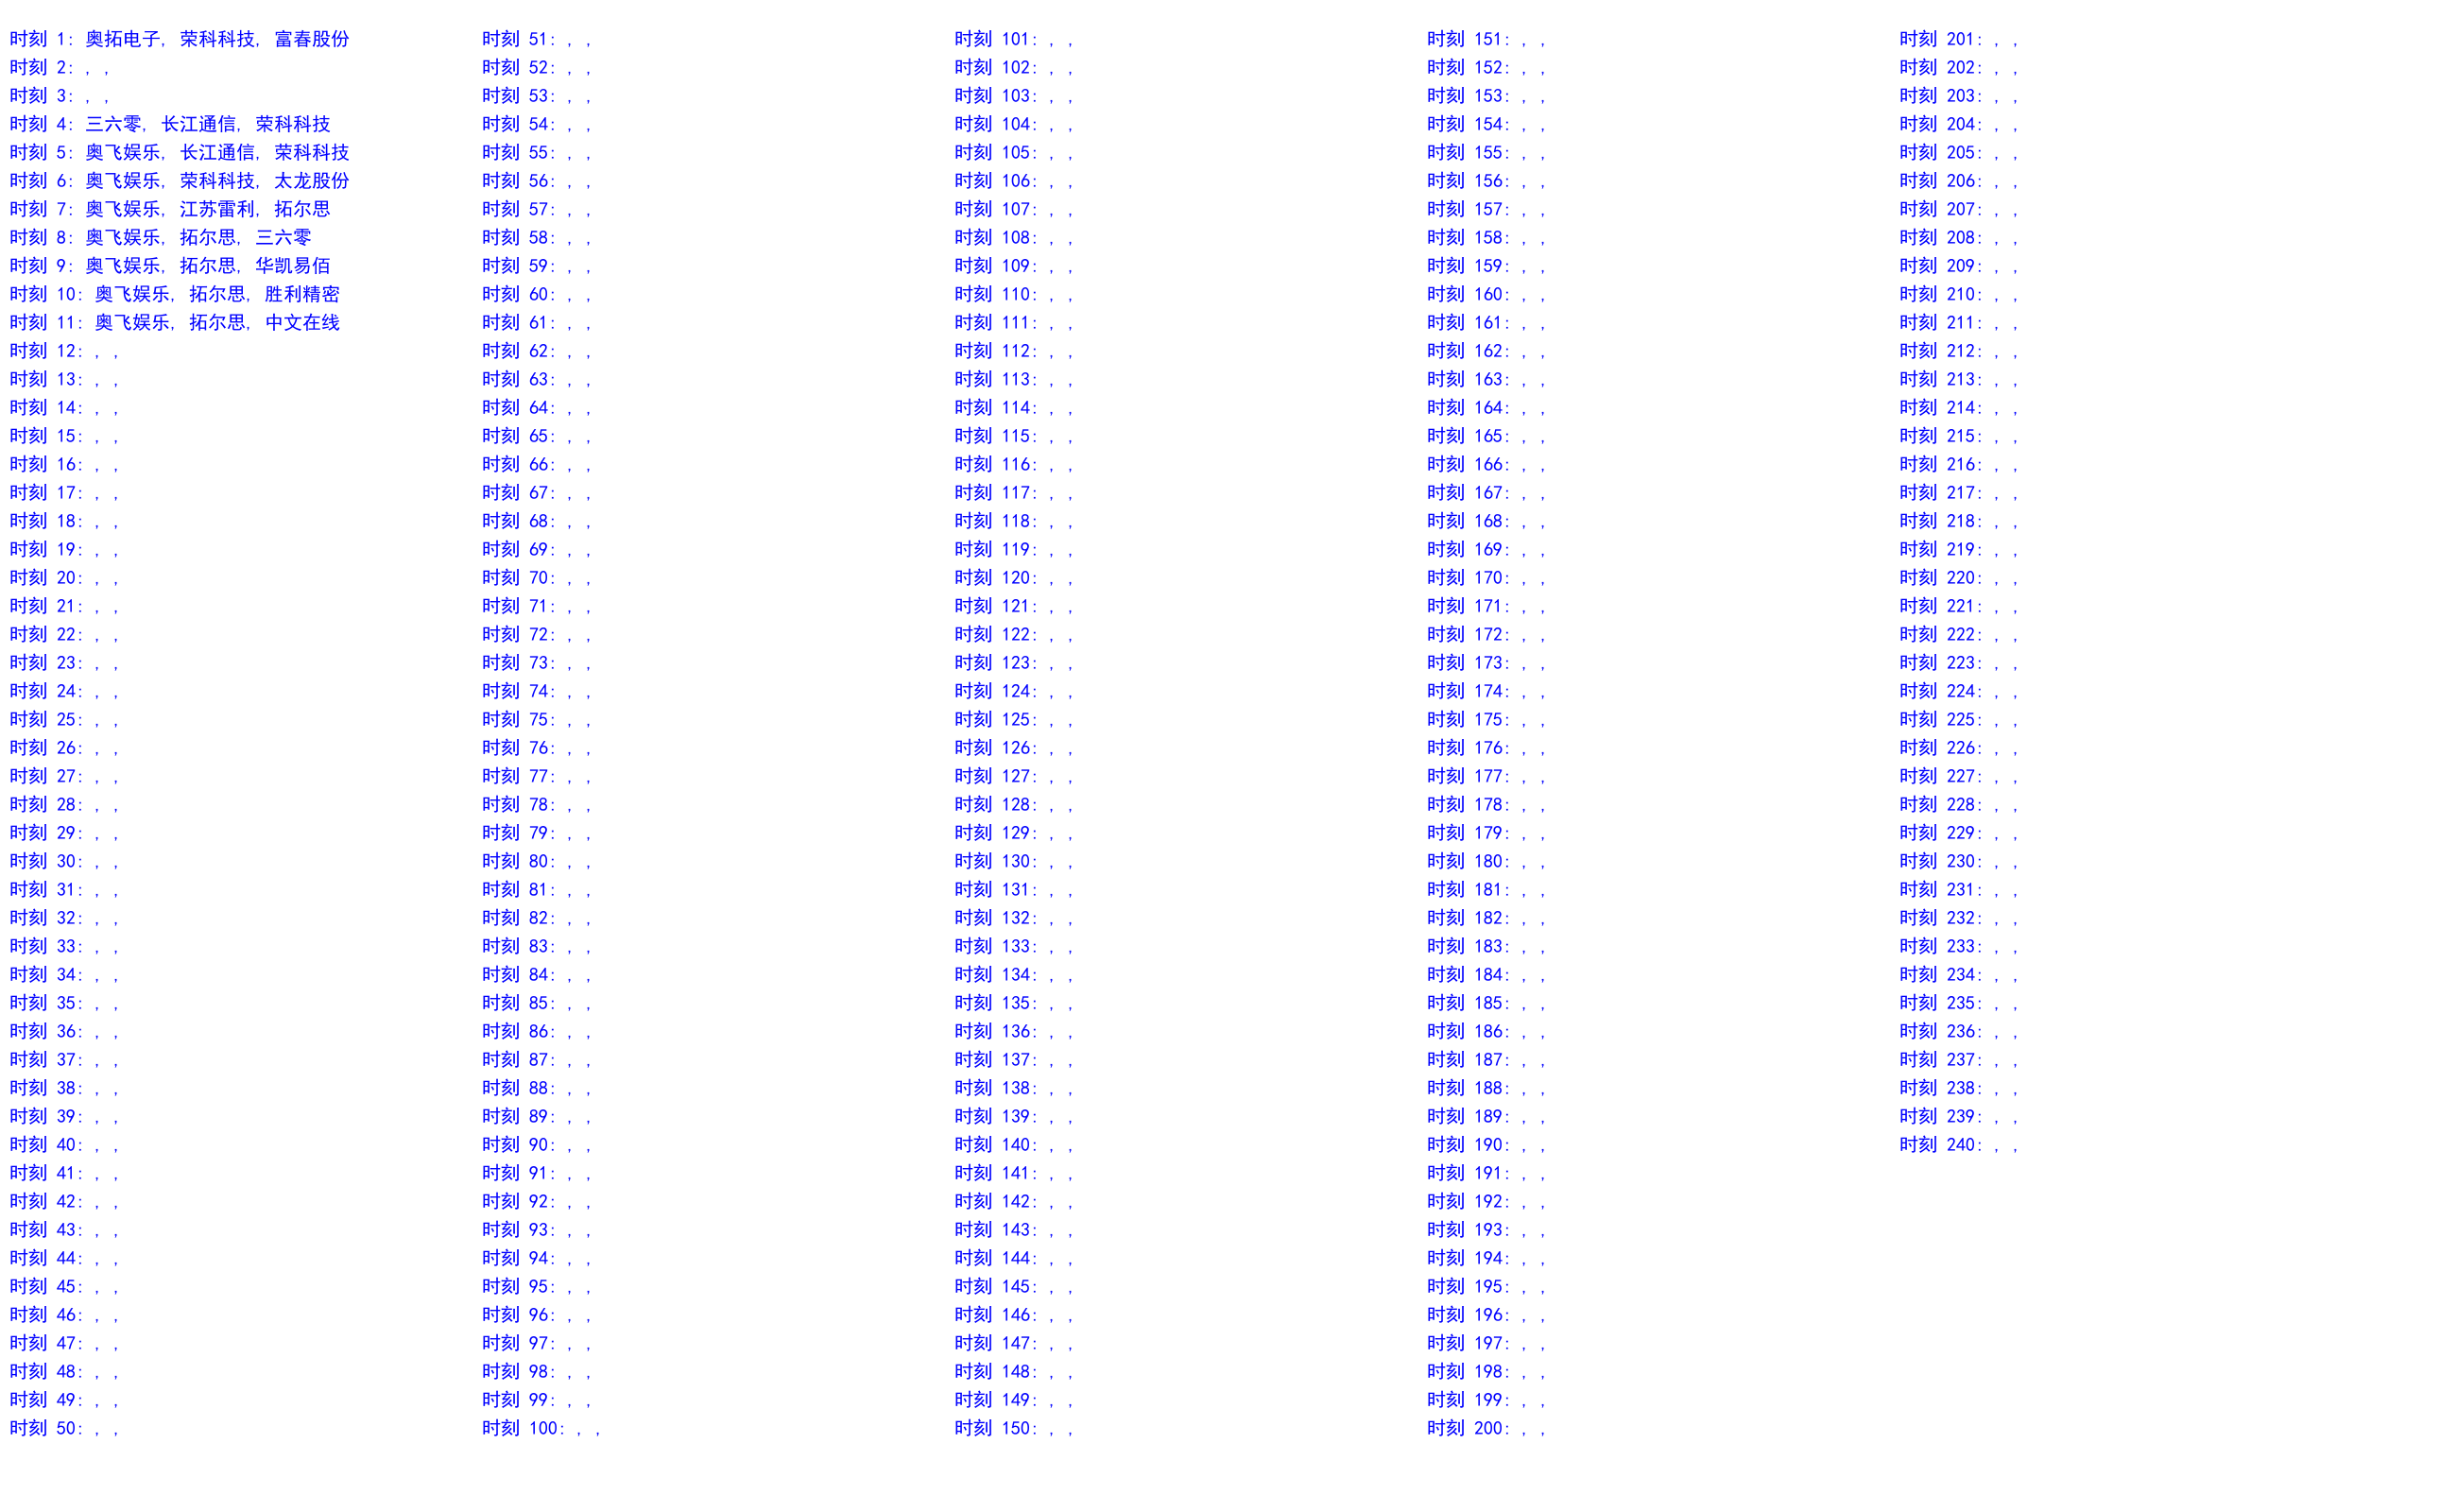 时刻 1: 奥拓电子, 荣科科技, 富春股份
时刻 2: , ,
时刻 3: , ,
时刻 4: 三六零, 长江通信, 荣科科技
时刻 5: 奥飞娱乐, 长江通信, 荣科科技
时刻 6: 奥飞娱乐, 荣科科技, 太龙股份
时刻 7: 奥飞娱乐, 江苏雷利, 拓尔思
时刻 8: 奥飞娱乐, 拓尔思, 三六零
时刻 9: 奥飞娱乐, 拓尔思, 华凯易佰
时刻 10: 奥飞娱乐, 拓尔思, 胜利精密
时刻 11: 奥飞娱乐, 拓尔思, 中文在线
时刻 12: , ,
时刻 13: , ,
时刻 14: , ,
时刻 15: , ,
时刻 16: , ,
时刻 17: , ,
时刻 18: , ,
时刻 19: , ,
时刻 20: , ,
时刻 21: , ,
时刻 22: , ,
时刻 23: , ,
时刻 24: , ,
时刻 25: , ,
时刻 26: , ,
时刻 27: , ,
时刻 28: , ,
时刻 29: , ,
时刻 30: , ,
时刻 31: , ,
时刻 32: , ,
时刻 33: , ,
时刻 34: , ,
时刻 35: , ,
时刻 36: , ,
时刻 37: , ,
时刻 38: , ,
时刻 39: , ,
时刻 40: , ,
时刻 41: , ,
时刻 42: , ,
时刻 43: , ,
时刻 44: , ,
时刻 45: , ,
时刻 46: , ,
时刻 47: , ,
时刻 48: , ,
时刻 49: , ,
时刻 50: , ,
时刻 51: , ,
时刻 52: , ,
时刻 53: , ,
时刻 54: , ,
时刻 55: , ,
时刻 56: , ,
时刻 57: , ,
时刻 58: , ,
时刻 59: , ,
时刻 60: , ,
时刻 61: , ,
时刻 62: , ,
时刻 63: , ,
时刻 64: , ,
时刻 65: , ,
时刻 66: , ,
时刻 67: , ,
时刻 68: , ,
时刻 69: , ,
时刻 70: , ,
时刻 71: , ,
时刻 72: , ,
时刻 73: , ,
时刻 74: , ,
时刻 75: , ,
时刻 76: , ,
时刻 77: , ,
时刻 78: , ,
时刻 79: , ,
时刻 80: , ,
时刻 81: , ,
时刻 82: , ,
时刻 83: , ,
时刻 84: , ,
时刻 85: , ,
时刻 86: , ,
时刻 87: , ,
时刻 88: , ,
时刻 89: , ,
时刻 90: , ,
时刻 91: , ,
时刻 92: , ,
时刻 93: , ,
时刻 94: , ,
时刻 95: , ,
时刻 96: , ,
时刻 97: , ,
时刻 98: , ,
时刻 99: , ,
时刻 100: , ,
时刻 101: , ,
时刻 102: , ,
时刻 103: , ,
时刻 104: , ,
时刻 105: , ,
时刻 106: , ,
时刻 107: , ,
时刻 108: , ,
时刻 109: , ,
时刻 110: , ,
时刻 111: , ,
时刻 112: , ,
时刻 113: , ,
时刻 114: , ,
时刻 115: , ,
时刻 116: , ,
时刻 117: , ,
时刻 118: , ,
时刻 119: , ,
时刻 120: , ,
时刻 121: , ,
时刻 122: , ,
时刻 123: , ,
时刻 124: , ,
时刻 125: , ,
时刻 126: , ,
时刻 127: , ,
时刻 128: , ,
时刻 129: , ,
时刻 130: , ,
时刻 131: , ,
时刻 132: , ,
时刻 133: , ,
时刻 134: , ,
时刻 135: , ,
时刻 136: , ,
时刻 137: , ,
时刻 138: , ,
时刻 139: , ,
时刻 140: , ,
时刻 141: , ,
时刻 142: , ,
时刻 143: , ,
时刻 144: , ,
时刻 145: , ,
时刻 146: , ,
时刻 147: , ,
时刻 148: , ,
时刻 149: , ,
时刻 150: , ,
时刻 151: , ,
时刻 152: , ,
时刻 153: , ,
时刻 154: , ,
时刻 155: , ,
时刻 156: , ,
时刻 157: , ,
时刻 158: , ,
时刻 159: , ,
时刻 160: , ,
时刻 161: , ,
时刻 162: , ,
时刻 163: , ,
时刻 164: , ,
时刻 165: , ,
时刻 166: , ,
时刻 167: , ,
时刻 168: , ,
时刻 169: , ,
时刻 170: , ,
时刻 171: , ,
时刻 172: , ,
时刻 173: , ,
时刻 174: , ,
时刻 175: , ,
时刻 176: , ,
时刻 177: , ,
时刻 178: , ,
时刻 179: , ,
时刻 180: , ,
时刻 181: , ,
时刻 182: , ,
时刻 183: , ,
时刻 184: , ,
时刻 185: , ,
时刻 186: , ,
时刻 187: , ,
时刻 188: , ,
时刻 189: , ,
时刻 190: , ,
时刻 191: , ,
时刻 192: , ,
时刻 193: , ,
时刻 194: , ,
时刻 195: , ,
时刻 196: , ,
时刻 197: , ,
时刻 198: , ,
时刻 199: , ,
时刻 200: , ,
时刻 201: , ,
时刻 202: , ,
时刻 203: , ,
时刻 204: , ,
时刻 205: , ,
时刻 206: , ,
时刻 207: , ,
时刻 208: , ,
时刻 209: , ,
时刻 210: , ,
时刻 211: , ,
时刻 212: , ,
时刻 213: , ,
时刻 214: , ,
时刻 215: , ,
时刻 216: , ,
时刻 217: , ,
时刻 218: , ,
时刻 219: , ,
时刻 220: , ,
时刻 221: , ,
时刻 222: , ,
时刻 223: , ,
时刻 224: , ,
时刻 225: , ,
时刻 226: , ,
时刻 227: , ,
时刻 228: , ,
时刻 229: , ,
时刻 230: , ,
时刻 231: , ,
时刻 232: , ,
时刻 233: , ,
时刻 234: , ,
时刻 235: , ,
时刻 236: , ,
时刻 237: , ,
时刻 238: , ,
时刻 239: , ,
时刻 240: , ,